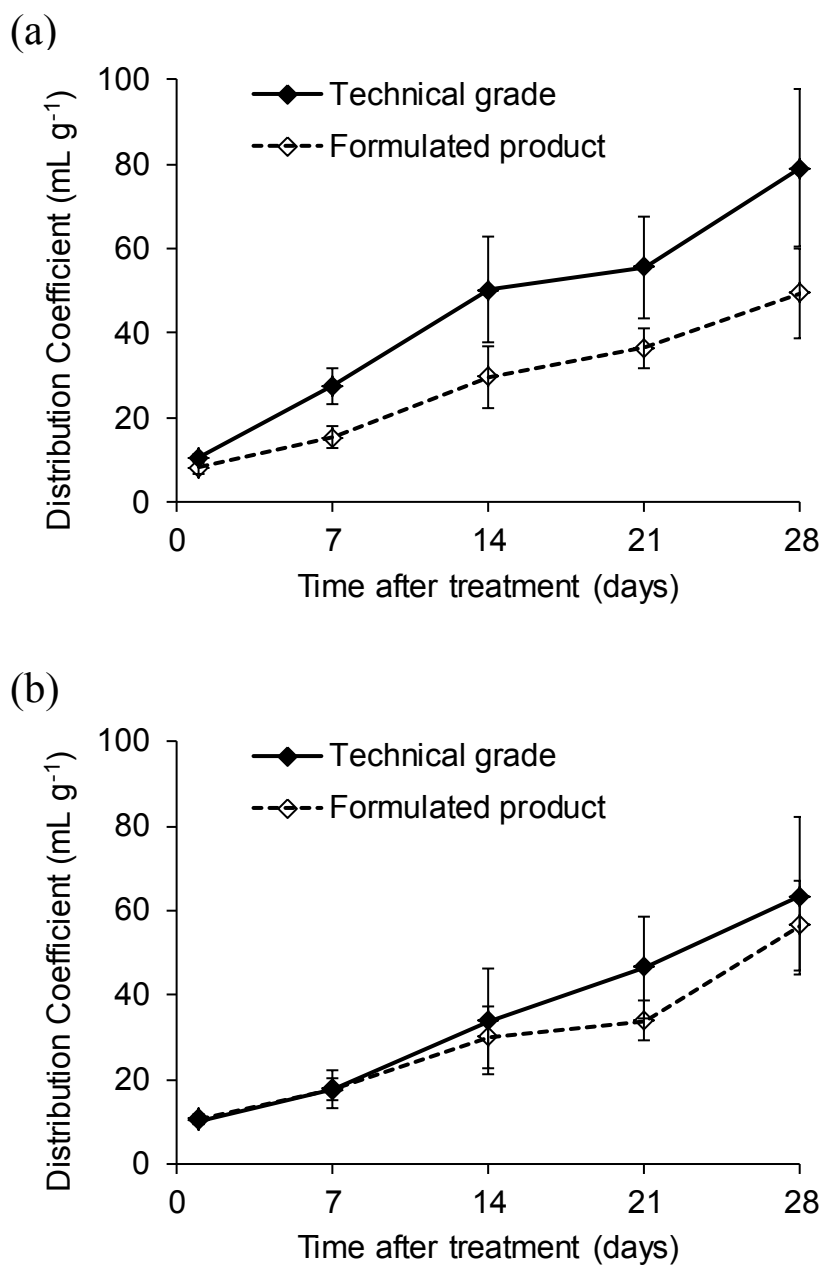 (a)
Distribution Coefficient (mL g⁻¹)
100
80
60
40
20
0
Technical grade
Formulated product
0 7 14 21 28
Time after treatment (days)
(b)
Distribution Coefficient (mL g⁻¹)
100
80
60
40
20
0
Technical grade
Formulated product
0 7 14 21 28
Time after treatment (days)